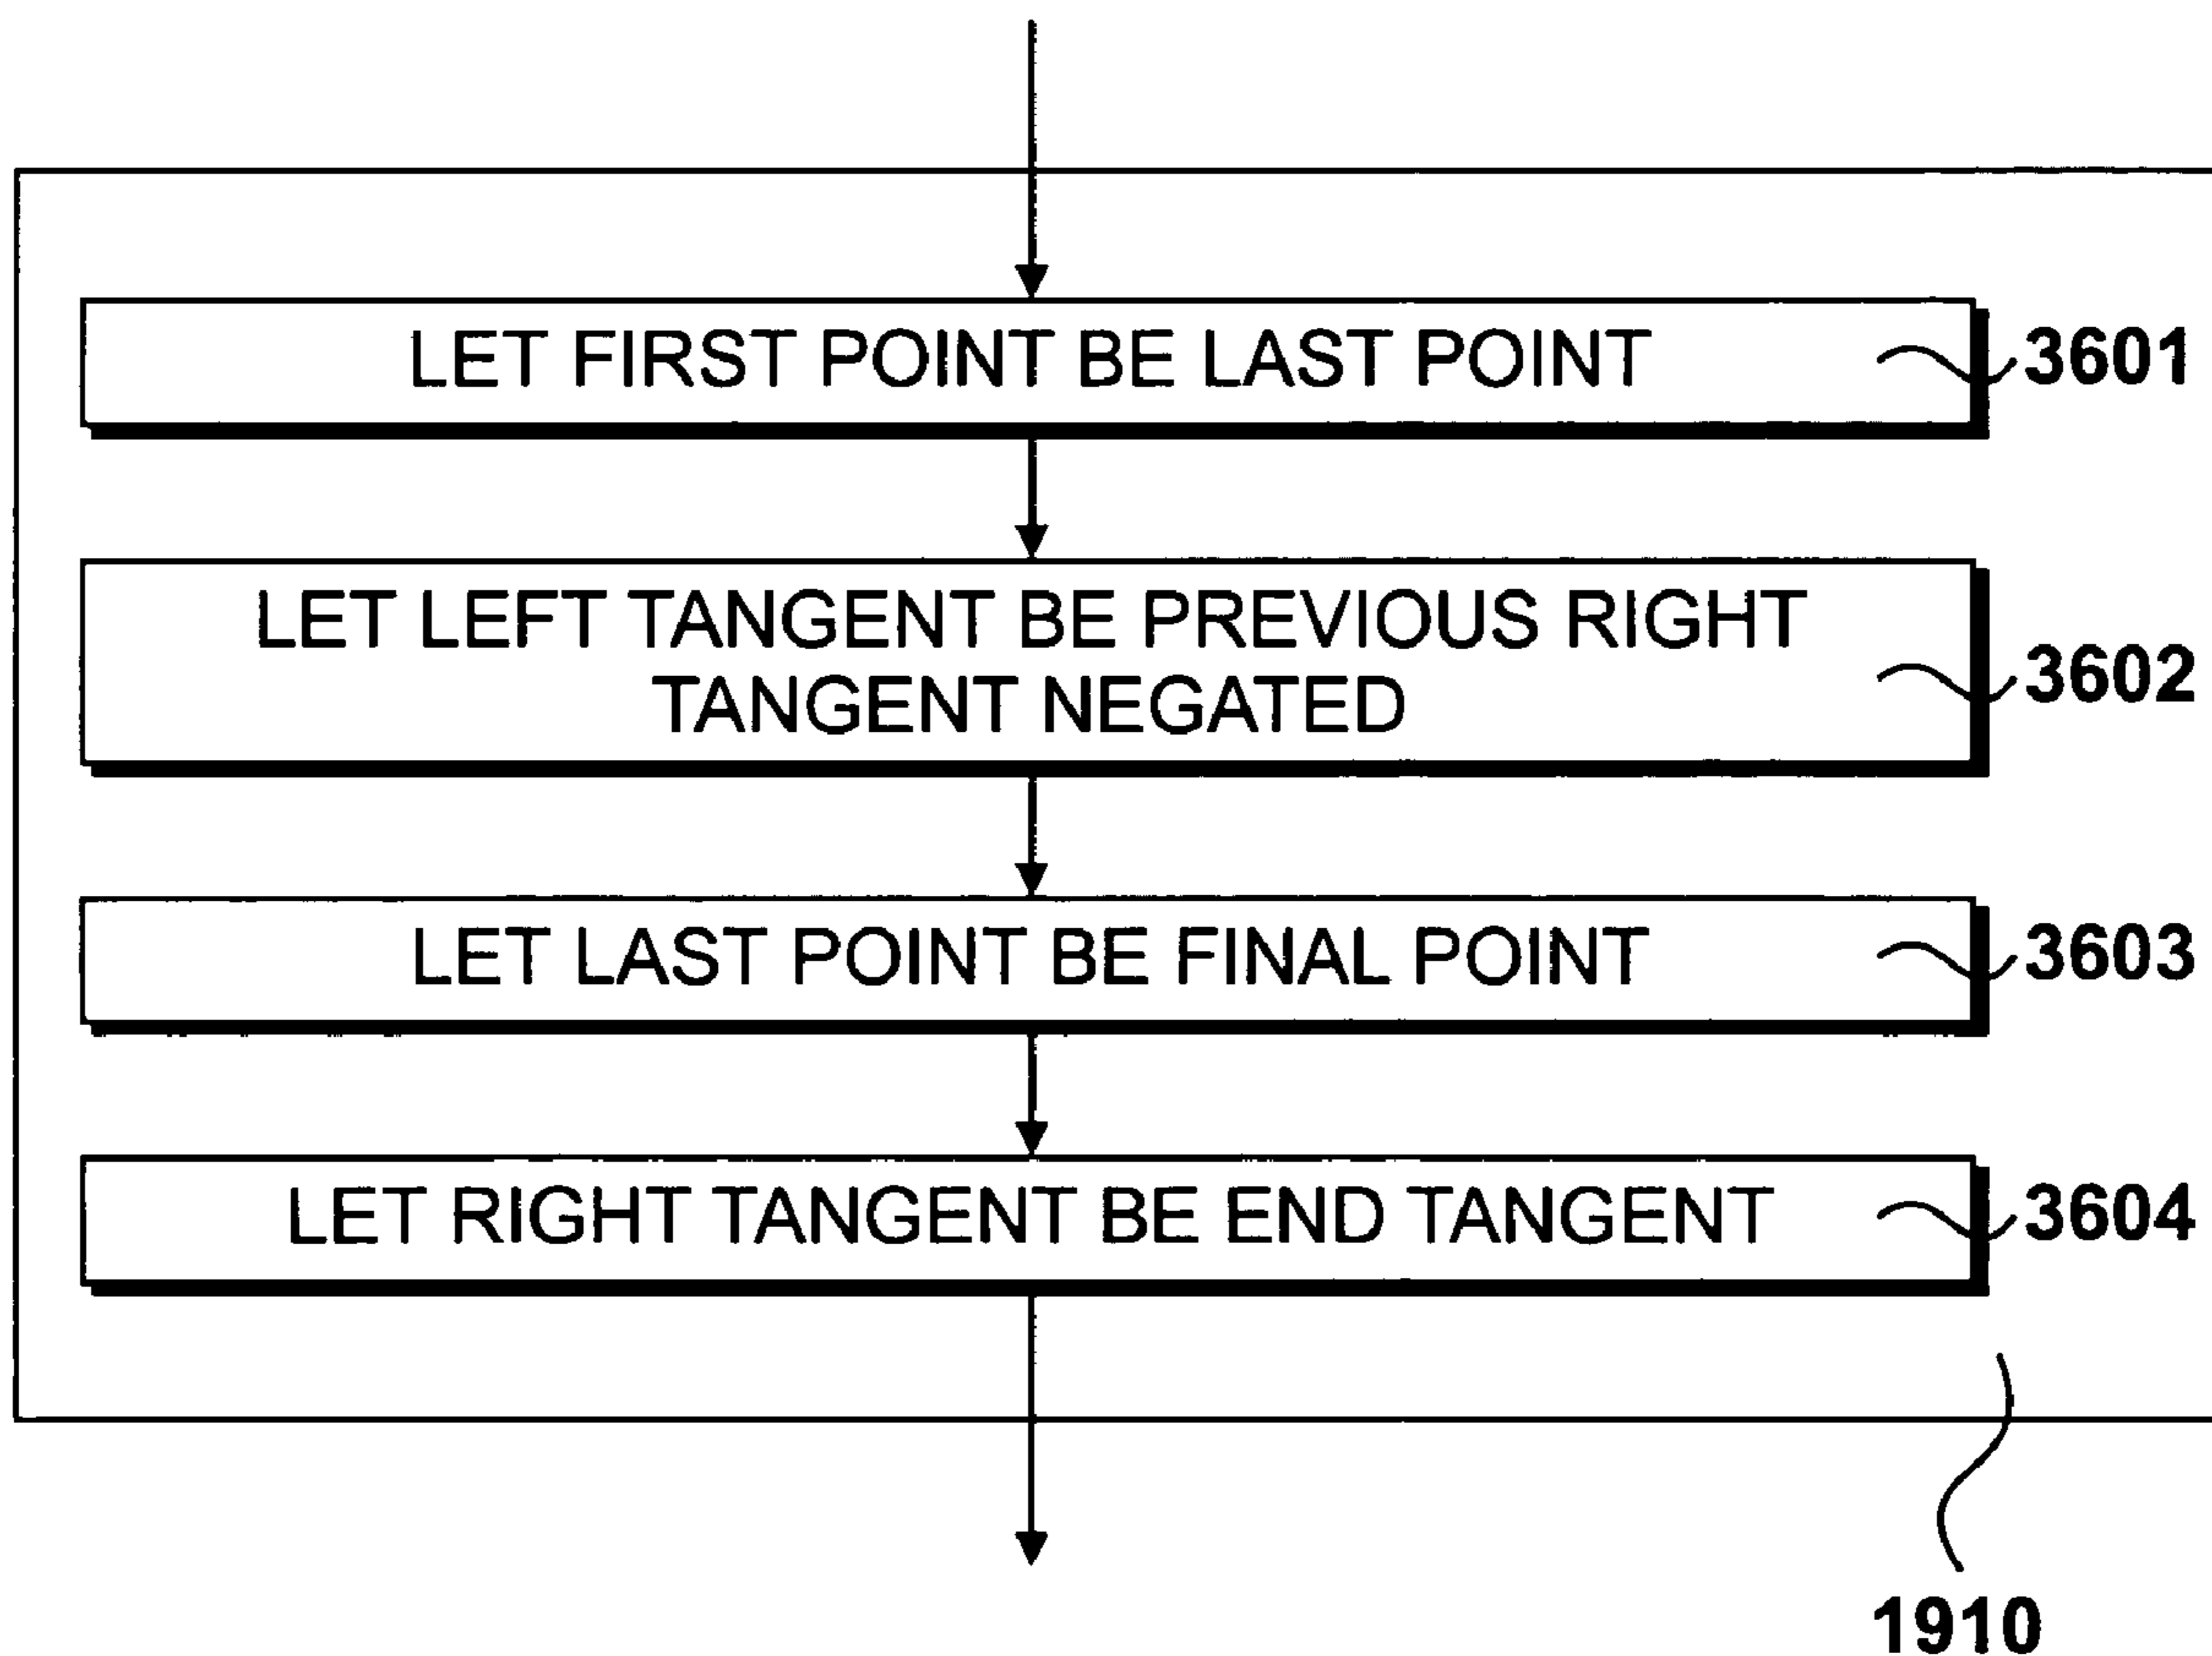 LET FIRST POINT BE LAST POINT
3601
LET LEFT TANGENT BE PREVIOUS RIGHT
TANGENT NEGATED
3602
LET LAST POINT BE FINAL POINT
3603
LET RIGHT TANGENT BE END TANGENT
3604
1910